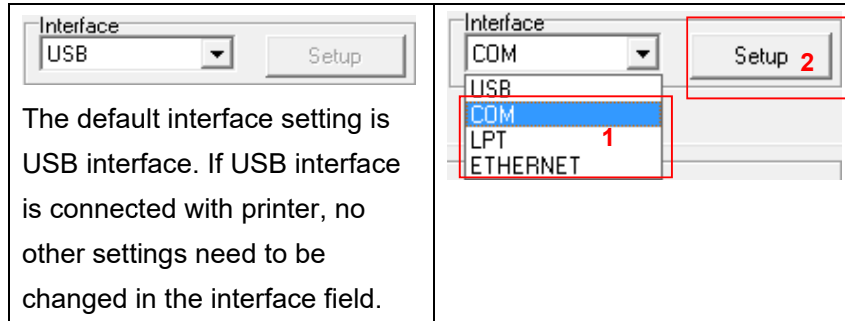 Interface
USB
Setup
The default interface setting is
USB interface. If USB interface
is connected with printer, no
other settings need to be
changed in the interface field.
Interface
COM
Setup 2
USB
COM
LPT 1
ETHERNET